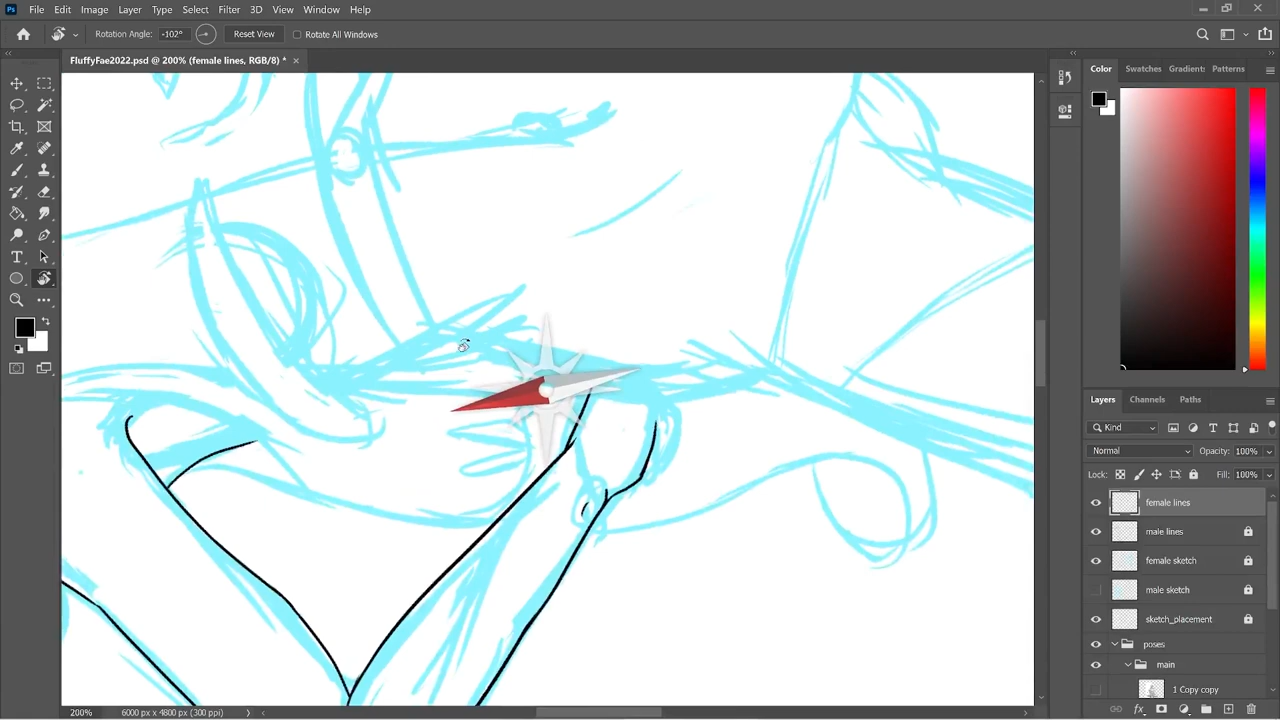 Ps File Edit Image Layer Type Select Filter 3D View Window Help
Rotation Angle: -102° Reset View Rotate All Windows
FluffyFae2022.psd @ 200% (female lines, RGB/8) * ×
Color Swatches Gradient: Patterns
Layers Channels Paths
Kind
Normal Opacity: 100%
Lock: Fill: 100%
female lines
male lines
female sketch
male sketch
sketch_placement
poses
main
1 Copy copy
200% 6000 px x 4800 px (300 ppi)